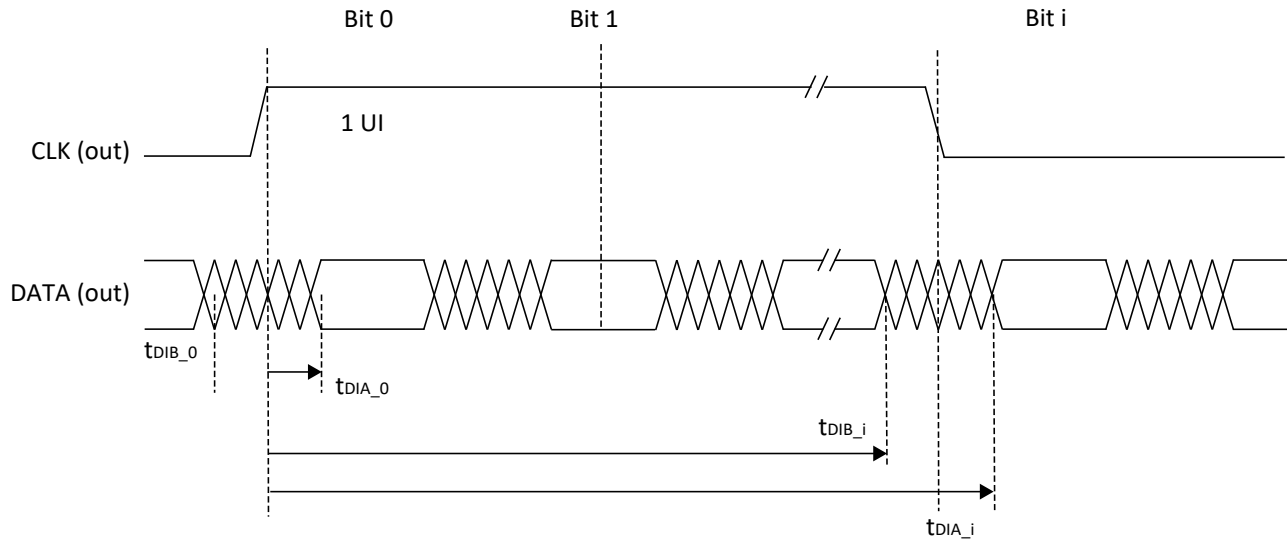 Bit 0 Bit 1 Bit i
1 UI
CLK (out)
DATA (out)
tDIB_0
tDIA_0
tDIB_i
tDIA_i